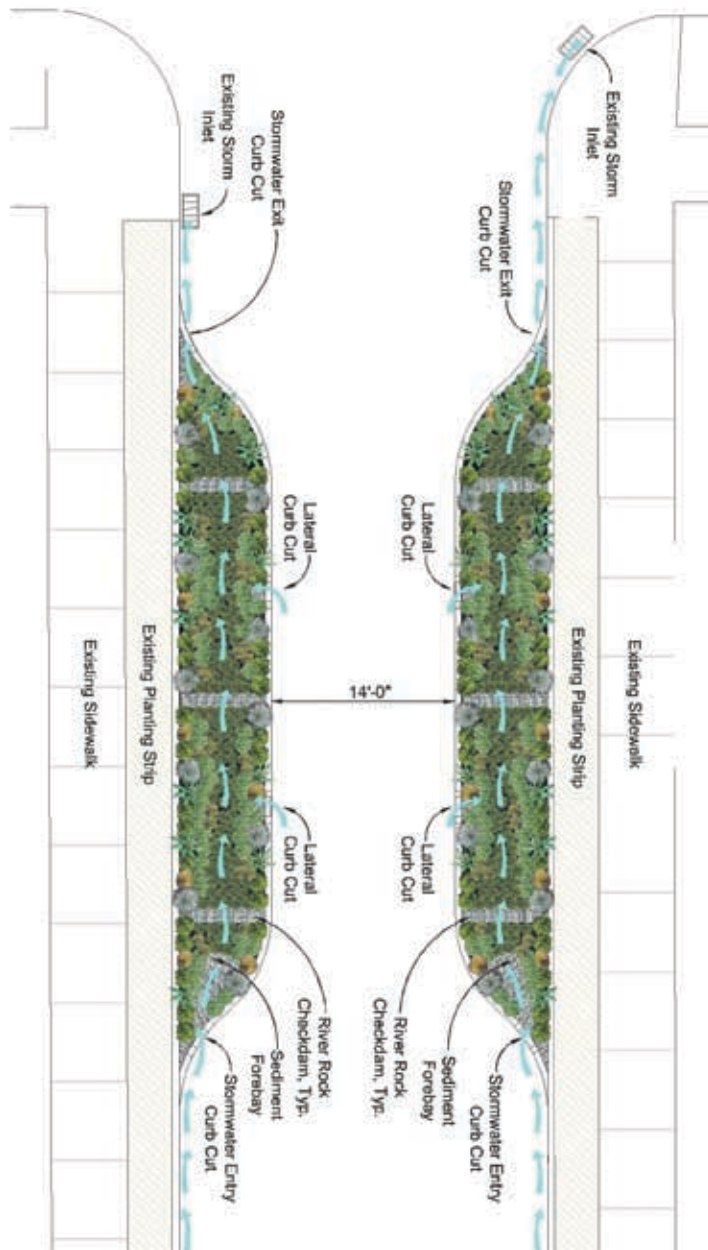 Existing Storm
Inlet
Stormwater Exit
Curb Cut
Existing Storm
Inlet
Stormwater Exit
Curb Cut
Lateral
Curb Cut
Lateral
Curb Cut
14'-0"
Existing Sidewalk
Existing Planting Strip
Existing Planting Strip
Existing Sidewalk
Lateral
Curb Cut
Lateral
Curb Cut
River Rock
Checkdam, Typ.
Sediment
Forebay
Stormwater Entry
Curb Cut
River Rock
Checkdam, Typ.
Sediment
Forebay
Stormwater Entry
Curb Cut